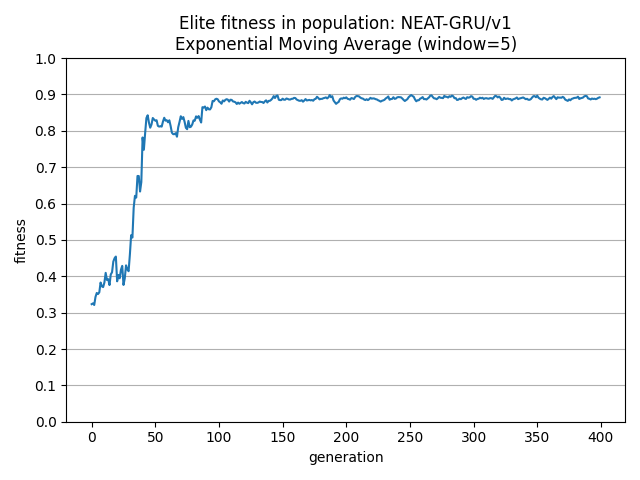 Elite fitness in population: NEAT-GRU/v1
Exponential Moving Average (window=5)
1.0
0.9
0.8
0.7
0.6
0.5
0.4
0.3
0.2
0.1
0.0
fitness
0 50 100 150 200 250 300 350 400
generation